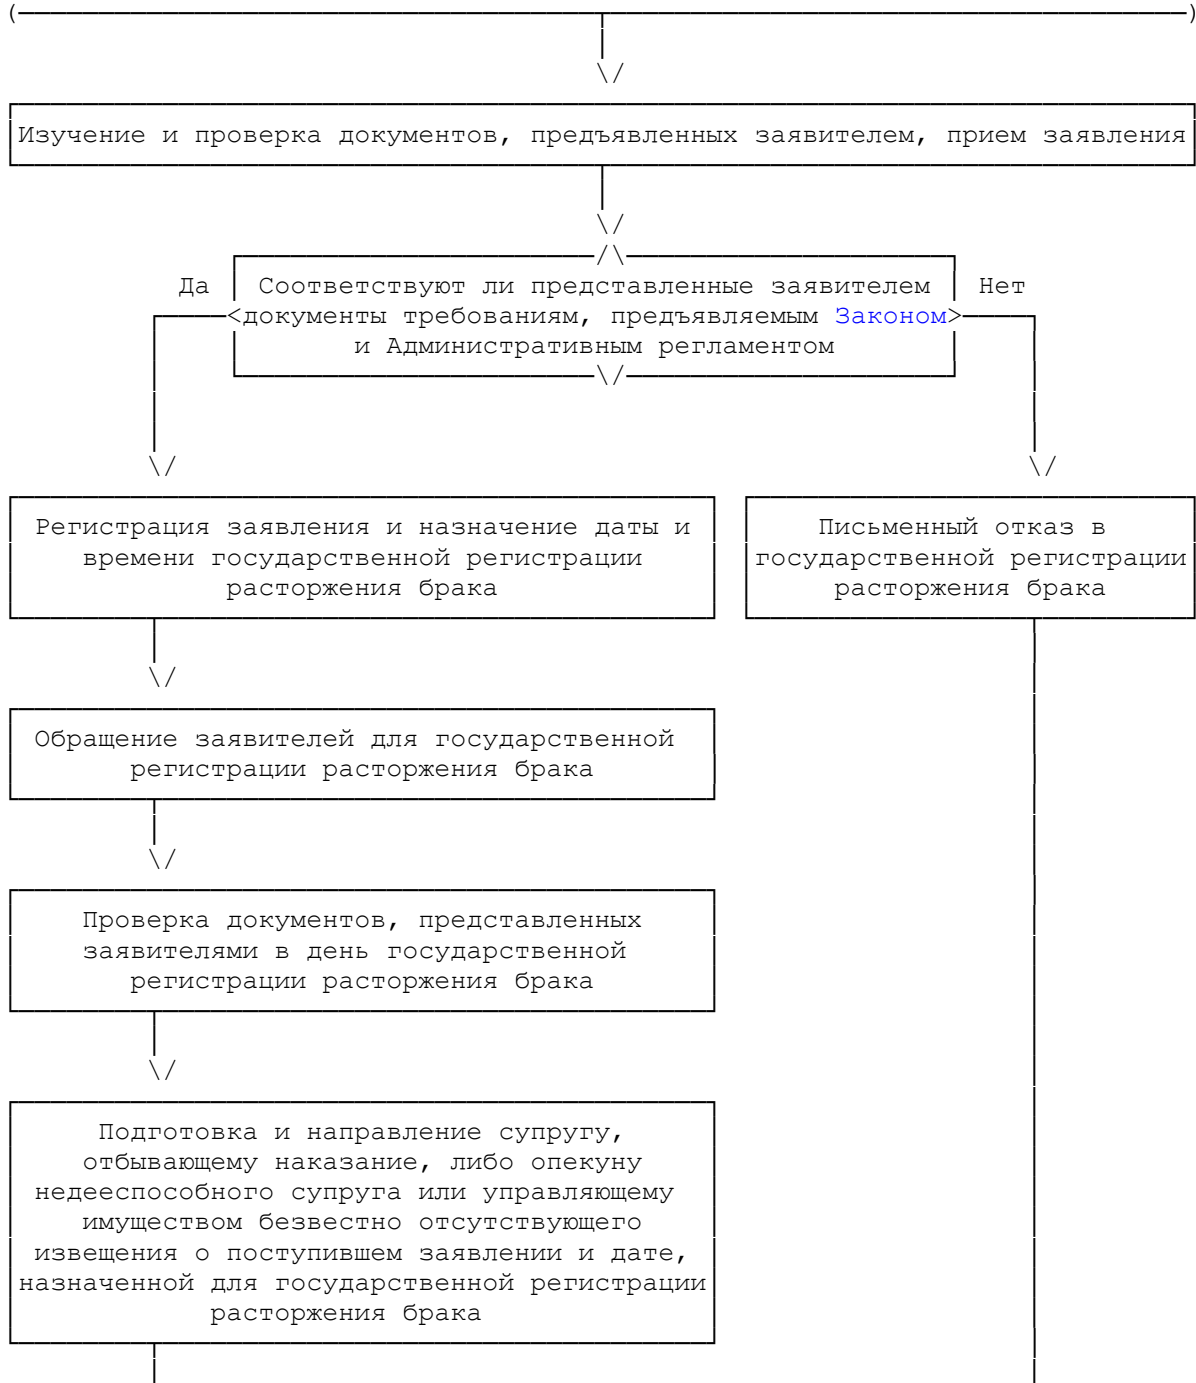 Изучение и проверка документов, предъявленных заявителем, прием заявления
Да
Соответствуют ли представленные заявителем
Нет
документы требованиям, предъявляемым Законом
и Административным регламентом
Регистрация заявления и назначение даты и
времени государственной регистрации
расторжения брака
Письменный отказ в
государственной регистрации
расторжения брака
Обращение заявителей для государственной
регистрации расторжения брака
Проверка документов, представленных
заявителями в день государственной
регистрации расторжения брака
Подготовка и направление супругу,
отбывающему наказание, либо опекуну
недееспособного супруга или управляющему
имуществом безвестно отсутствующего
извещения о поступившем заявлении и дате,
назначенной для государственной регистрации
расторжения брака